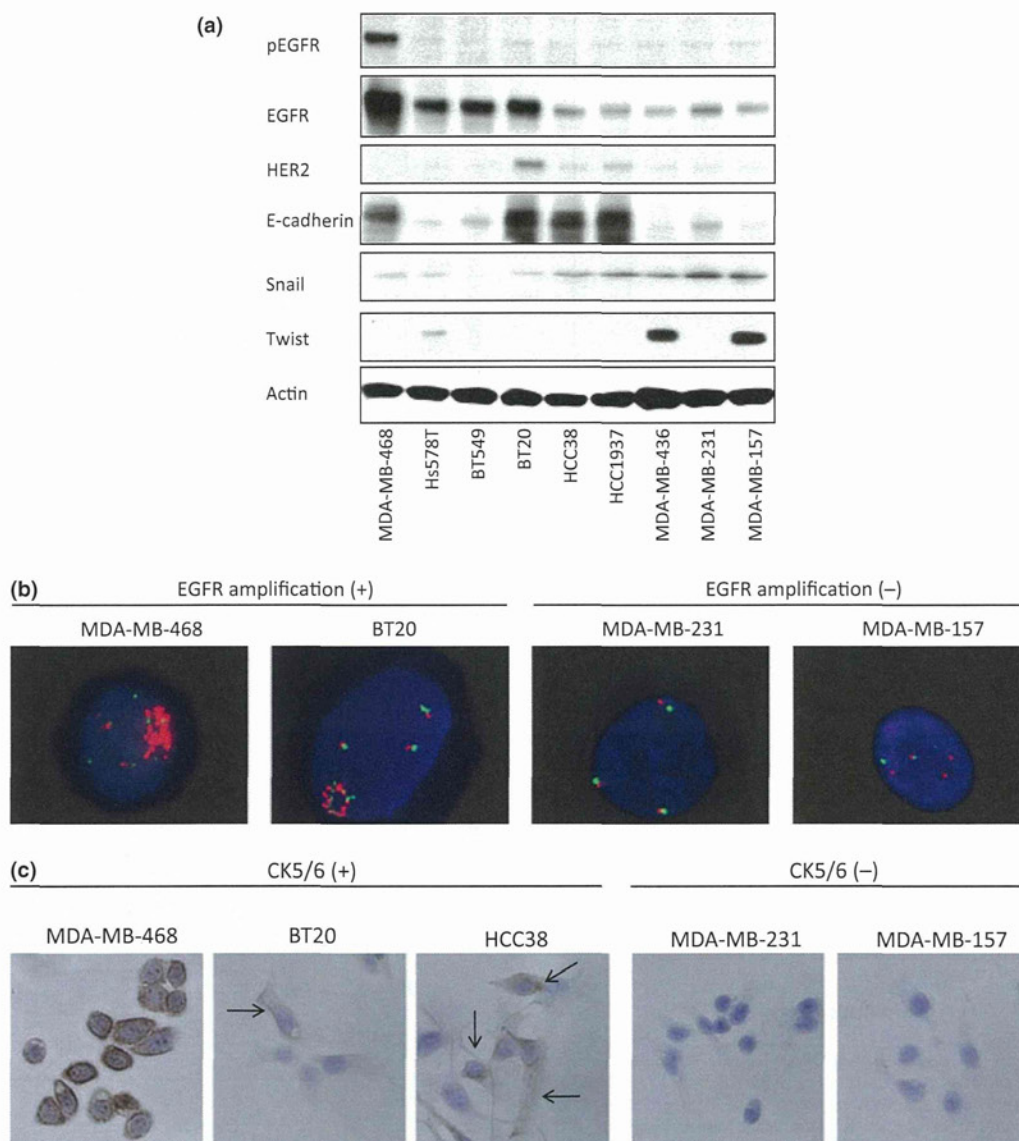 (a)
pEGFR
EGFR
HER2
E-cadherin
Snail
Twist
Actin
MDA-MB-468
Hs578T
BT549
BT20
HCC38
HCC1937
MDA-MB-436
MDA-MB-231
MDA-MB-157
(b)
EGFR amplification (+)
EGFR amplification (–)
MDA-MB-468
BT20
MDA-MB-231
MDA-MB-157
(c)
CK5/6 (+)
CK5/6 (–)
MDA-MB-468
BT20
HCC38
MDA-MB-231
MDA-MB-157